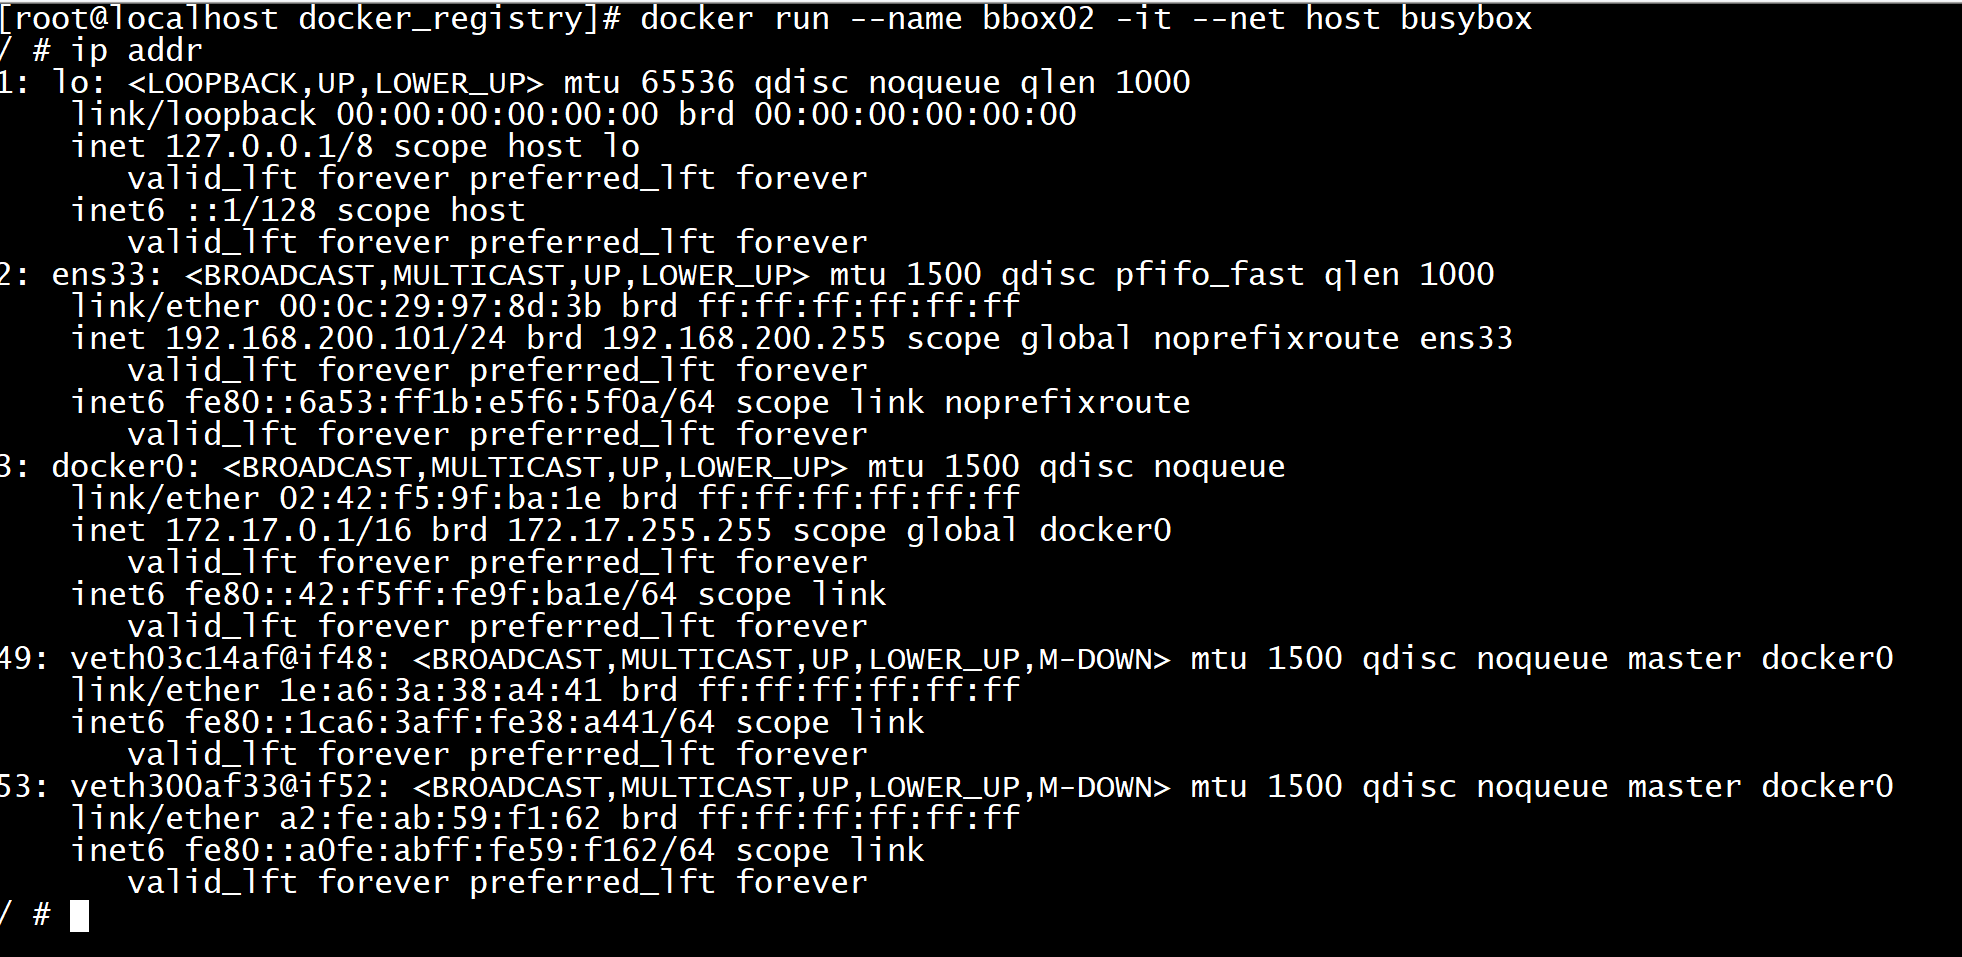 [root@localhost docker_registry]# docker run --name bbox02 -it --net host busybox
/ # ip addr
1: lo: <LOOPBACK,UP,LOWER_UP> mtu 65536 qdisc noqueue qlen 1000
    link/loopback 00:00:00:00:00:00 brd 00:00:00:00:00:00
    inet 127.0.0.1/8 scope host lo
       valid_lft forever preferred_lft forever
    inet6 ::1/128 scope host
       valid_lft forever preferred_lft forever
2: ens33: <BROADCAST,MULTICAST,UP,LOWER_UP> mtu 1500 qdisc pfifo_fast qlen 1000
    link/ether 00:0c:29:97:8d:3b brd ff:ff:ff:ff:ff:ff
    inet 192.168.200.101/24 brd 192.168.200.255 scope global noprefixroute ens33
       valid_lft forever preferred_lft forever
    inet6 fe80::6a53:ff1b:e5f6:5f0a/64 scope link noprefixroute
       valid_lft forever preferred_lft forever
3: docker0: <BROADCAST,MULTICAST,UP,LOWER_UP> mtu 1500 qdisc noqueue
    link/ether 02:42:f5:9f:ba:1e brd ff:ff:ff:ff:ff:ff
    inet 172.17.0.1/16 brd 172.17.255.255 scope global docker0
       valid_lft forever preferred_lft forever
    inet6 fe80::42:f5ff:fe9f:ba1e/64 scope link
       valid_lft forever preferred_lft forever
49: veth03c14af@if48: <BROADCAST,MULTICAST,UP,LOWER_UP,M-DOWN> mtu 1500 qdisc noqueue master docker0
    link/ether 1e:a6:3a:38:a4:41 brd ff:ff:ff:ff:ff:ff
    inet6 fe80::1ca6:3aff:fe38:a441/64 scope link
       valid_lft forever preferred_lft forever
53: veth300af33@if52: <BROADCAST,MULTICAST,UP,LOWER_UP,M-DOWN> mtu 1500 qdisc noqueue master docker0
    link/ether a2:fe:ab:59:f1:62 brd ff:ff:ff:ff:ff:ff
    inet6 fe80::a0fe:abff:fe59:f162/64 scope link
       valid_lft forever preferred_lft forever
/ #